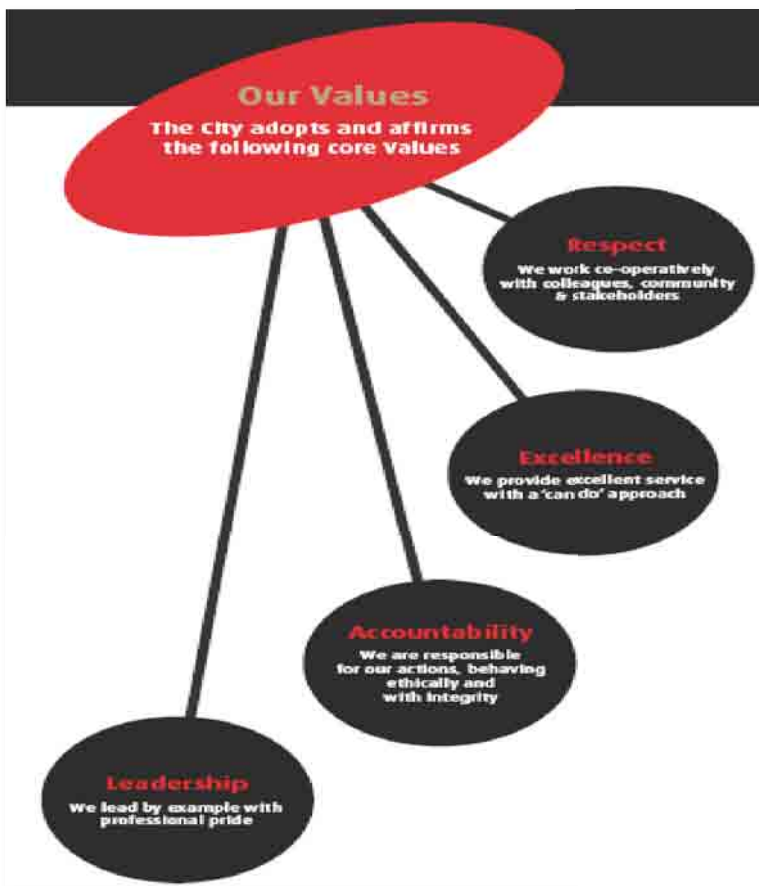 Our Values
The City adopts and affirms
the following core Values
Respect
We work co-operatively
with colleagues, community
& stakeholders
Excellence
We provide excellent service
with a 'can do' approach
Accountability
We are responsible
for our actions, behaving
ethically and
with integrity
Leadership
We lead by example with
professional pride